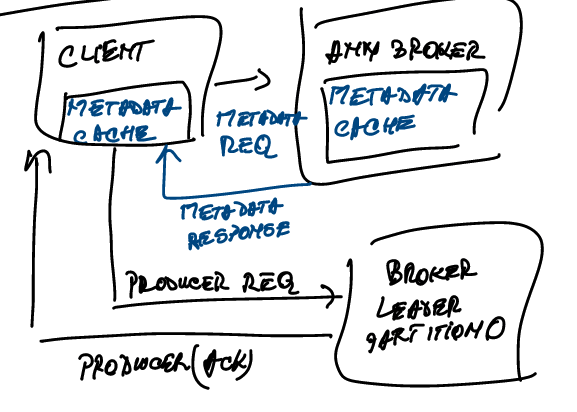 CLIENT
METADATA
CACHE
METADATA
REQ
ANY BROKER
METADATA
CACHE
METADATA
RESPONSE
PRODUCER REQ
BROKER
LEADER
PARTITION 0
PRODUCER (ACK)